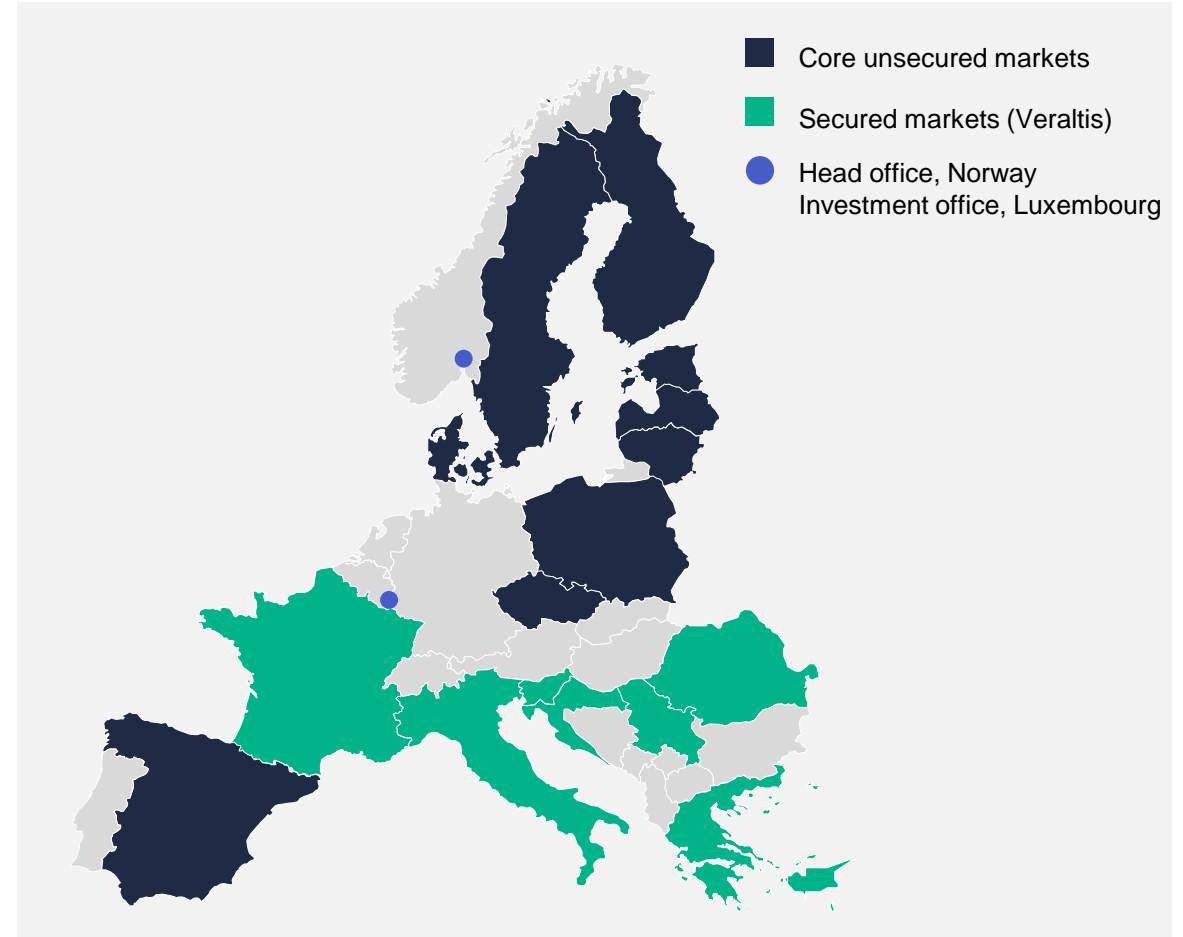 Core unsecured markets
Secured markets (Veraltis)
Head office, Norway
Investment office, Luxembourg